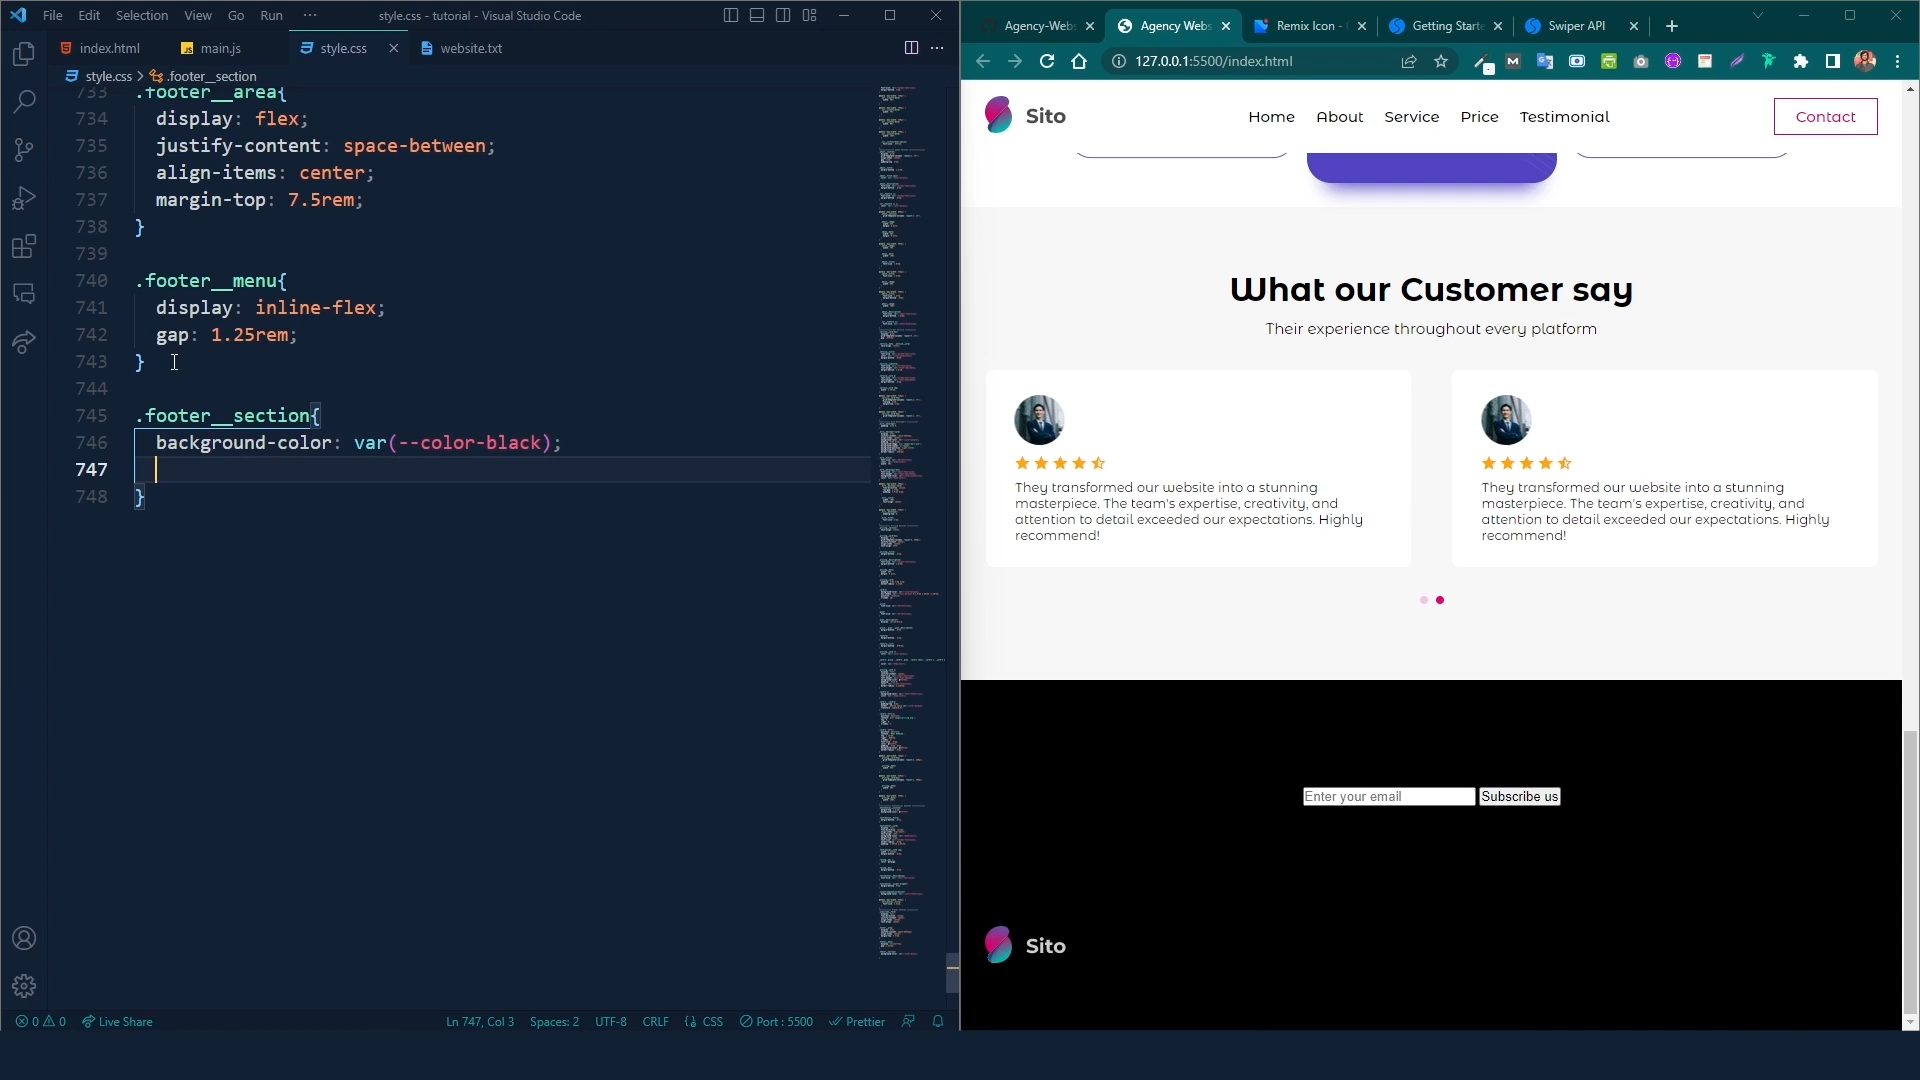 File Edit Selection View Go Run ··· style.css - tutorial - Visual Studio Code
index.html main.js style.css website.txt
style.css > .footer__section
733 .footer__area{
734 display: flex;
735 justify-content: space-between;
736 align-items: center;
737 margin-top: 7.5rem;
738 }
739
740 .footer__menu{
741 display: inline-flex;
742 gap: 1.25rem;
743 }
744
745 .footer__section{
746 background-color: var(--color-black);
747
748 }
0 0 Live Share Ln 747, Col 3 Spaces: 2 UTF-8 CRLF {} CSS Port : 5500 Prettier
Agency-Webs Agency Webs Remix Icon - Getting Starte Swiper API
127.0.0.1:5500/index.html
Sito Home About Service Price Testimonial Contact
What our Customer say
Their experience throughout every platform
They transformed our website into a stunning
masterpiece. The team's expertise, creativity, and
attention to detail exceeded our expectations. Highly
recommend!
They transformed our website into a stunning
masterpiece. The team's expertise, creativity, and
attention to detail exceeded our expectations. Highly
recommend!
Enter your email Subscribe us
Sito